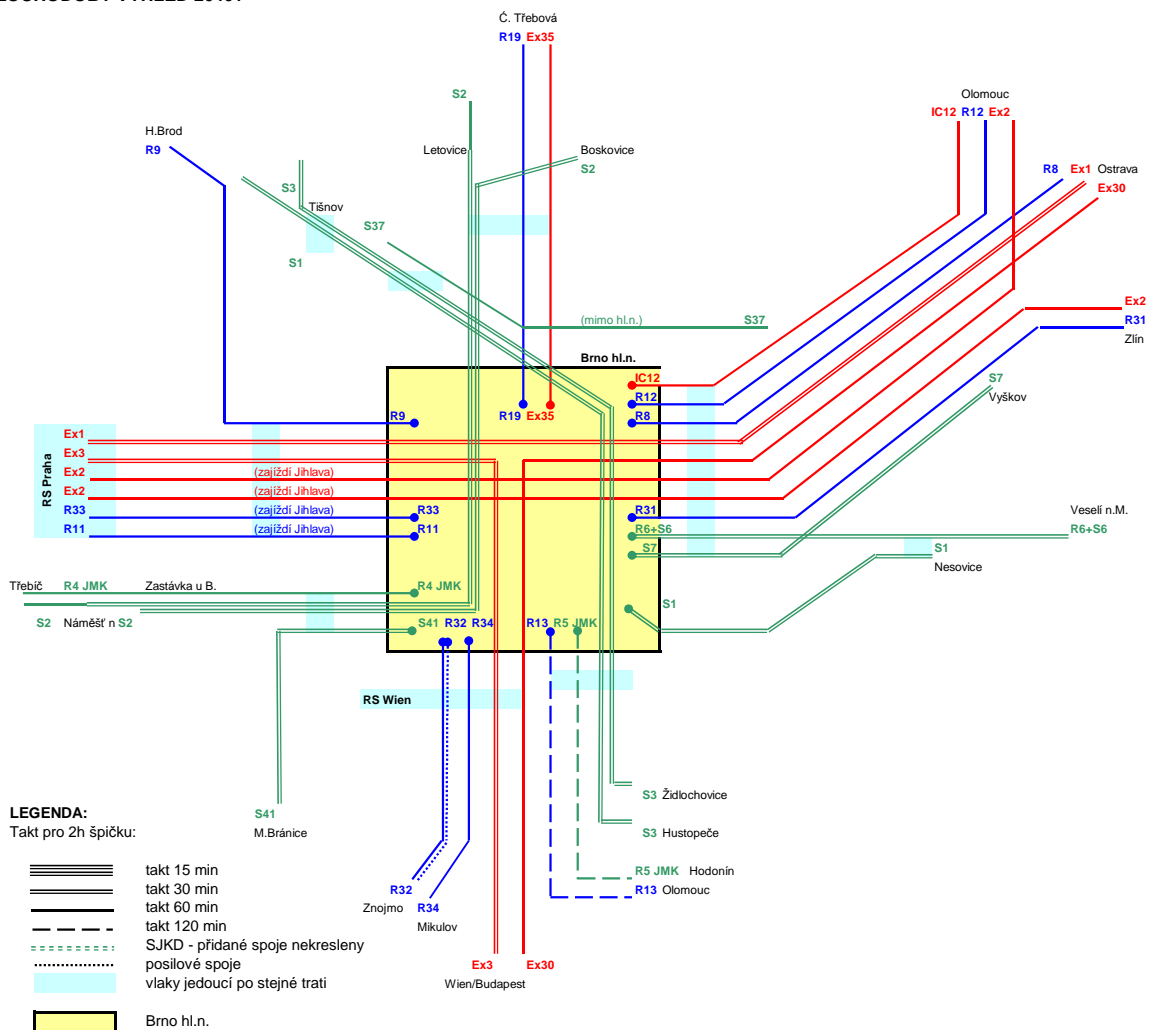 Ć. Třebová
R19 Ex35
S2
Olomouc
IC12 R12 Ex2
H.Brod
R9
Letovice
Boskovice
S2
R8 Ex1 Ostrava
Ex30
S3
Tišnov
S37
S1
Ex2
R31
Zlín
(mimo hl.n.)
S37
Brno hl.n.
IC12
R12
R8
R19 Ex35
R9
S7
Vyškov
RS Praha
Ex1
Ex3
Ex2 (zajíždí Jihlava)
Ex2 (zajíždí Jihlava)
R33 (zajíždí Jihlava) R33
R11 (zajíždí Jihlava) R11
R31
R6+S6
S7
Veselí n.M.
R6+S6
S1
Nesovice
Třebíč R4 JMK Zastávka u B. R4 JMK
S2 Náměšť n S2
S1
S41 R32 R34 R13 R5 JMK
RS Wien
S3 Židlochovice
S3 Hustopeče
R5 JMK Hodonín
R13 Olomouc
S41
M.Bránice
R32
Znojmo
R34
Mikulov
Ex3 Ex30
Wien/Budapest
LEGENDA:
Takt pro 2h špičku:
takt 15 min
takt 30 min
takt 60 min
takt 120 min
SJKD - přidané spoje nekresleny
posilové spoje
vlaky jedoucí po stejné trati
Brno hl.n.